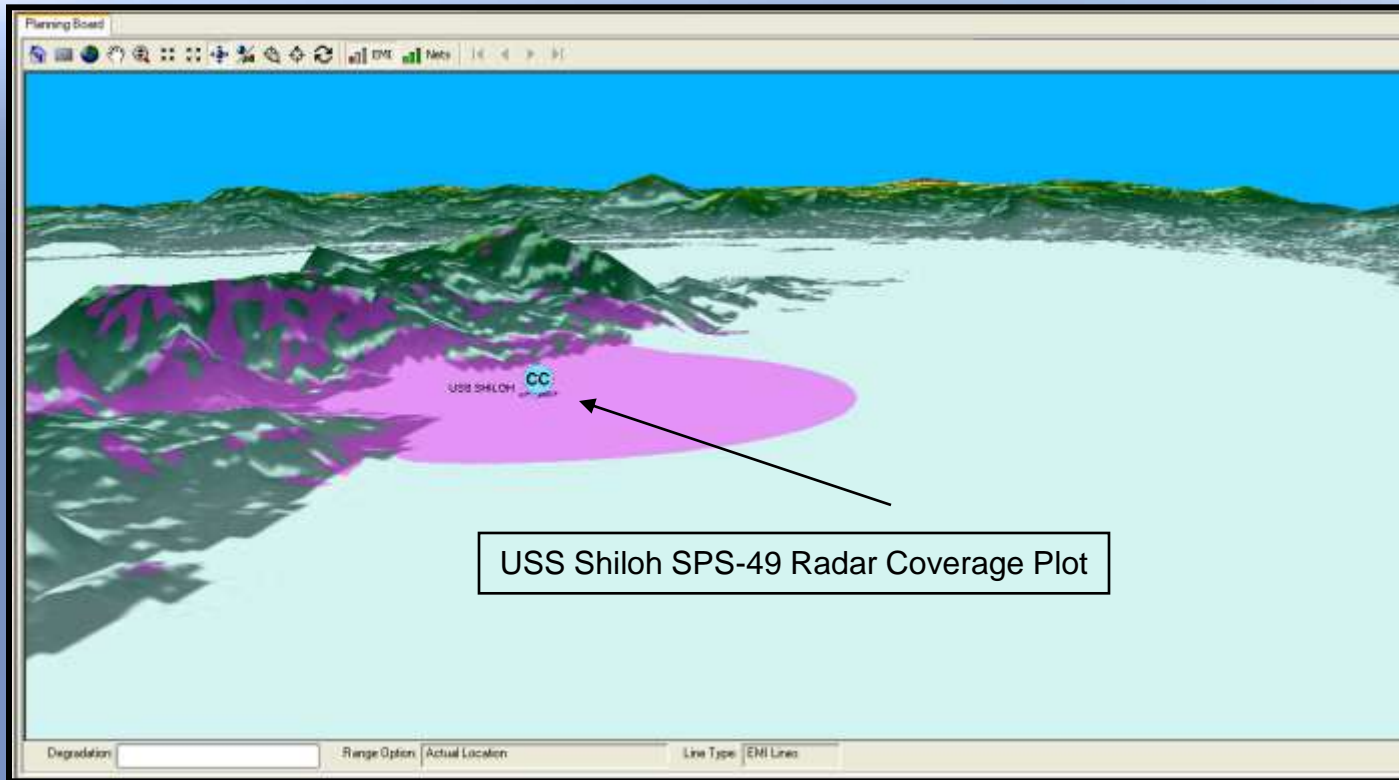 Planning Board
EMI Nets
USS SHILOH
CC
USS Shiloh SPS-49 Radar Coverage Plot
Degradation: Range Option: Actual Location Line Type: EMI Lines